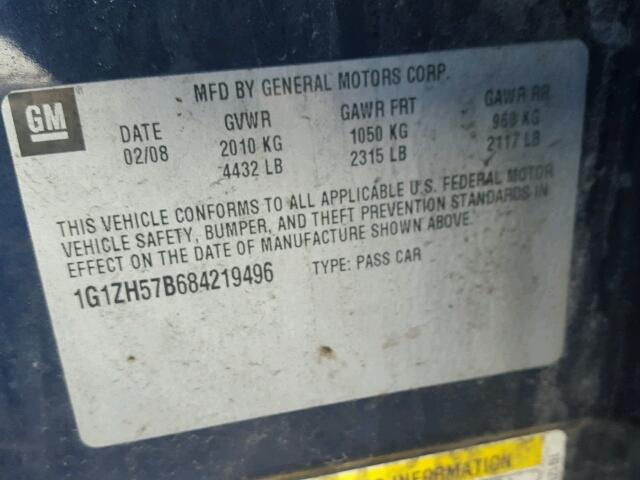 MFD BY GENERAL MOTORS CORP.
GM
DATE GVWR GAWR FRT GAWR RR
02/08 2010 KG 1050 KG 960 KG
4432 LB 2315 LB 2117 LB
THIS VEHICLE CONFORMS TO ALL APPLICABLE U.S. FEDERAL MOTOR
VEHICLE SAFETY, BUMPER, AND THEFT PREVENTION STANDARDS IN
EFFECT ON THE DATE OF MANUFACTURE SHOWN ABOVE.
1G1ZH57B684219496 TYPE: PASS CAR
INFORMATION